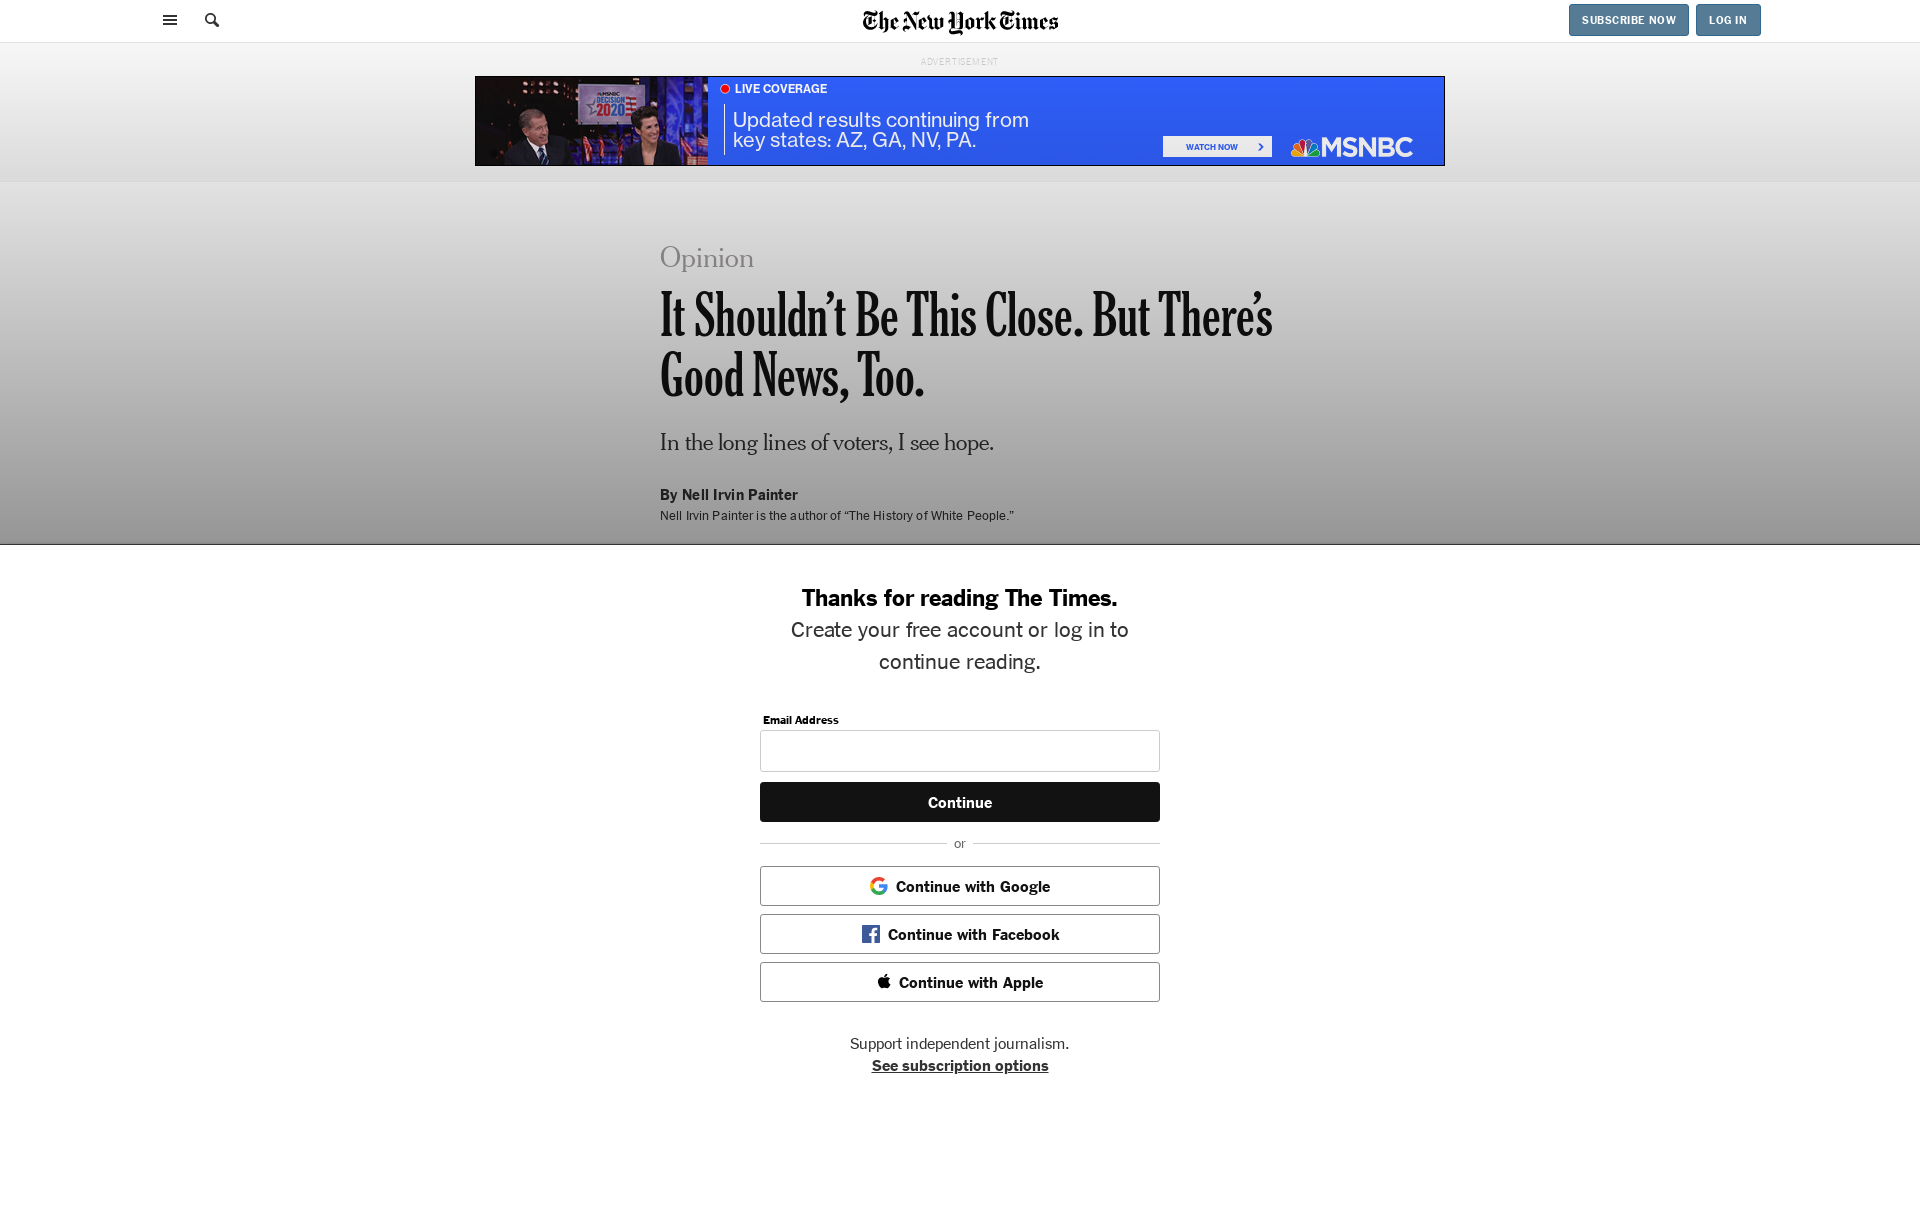 The New York Times
SUBSCRIBE NOW
LOG IN
ADVERTISEMENT
MSNBC
DECISION
2020
LIVE COVERAGE
Updated results continuing from
key states: AZ, GA, NV, PA.
WATCH NOW
MSNBC
Opinion
It Shouldn’t Be This Close. But There’s
Good News, Too.
In the long lines of voters, I see hope.
By Nell Irvin Painter
Nell Irvin Painter is the author of “The History of White People.”
Thanks for reading The Times.
Create your free account or log in to
continue reading.
Email Address
Continue
or
Continue with Google
Continue with Facebook
Continue with Apple
Support independent journalism.
See subscription options